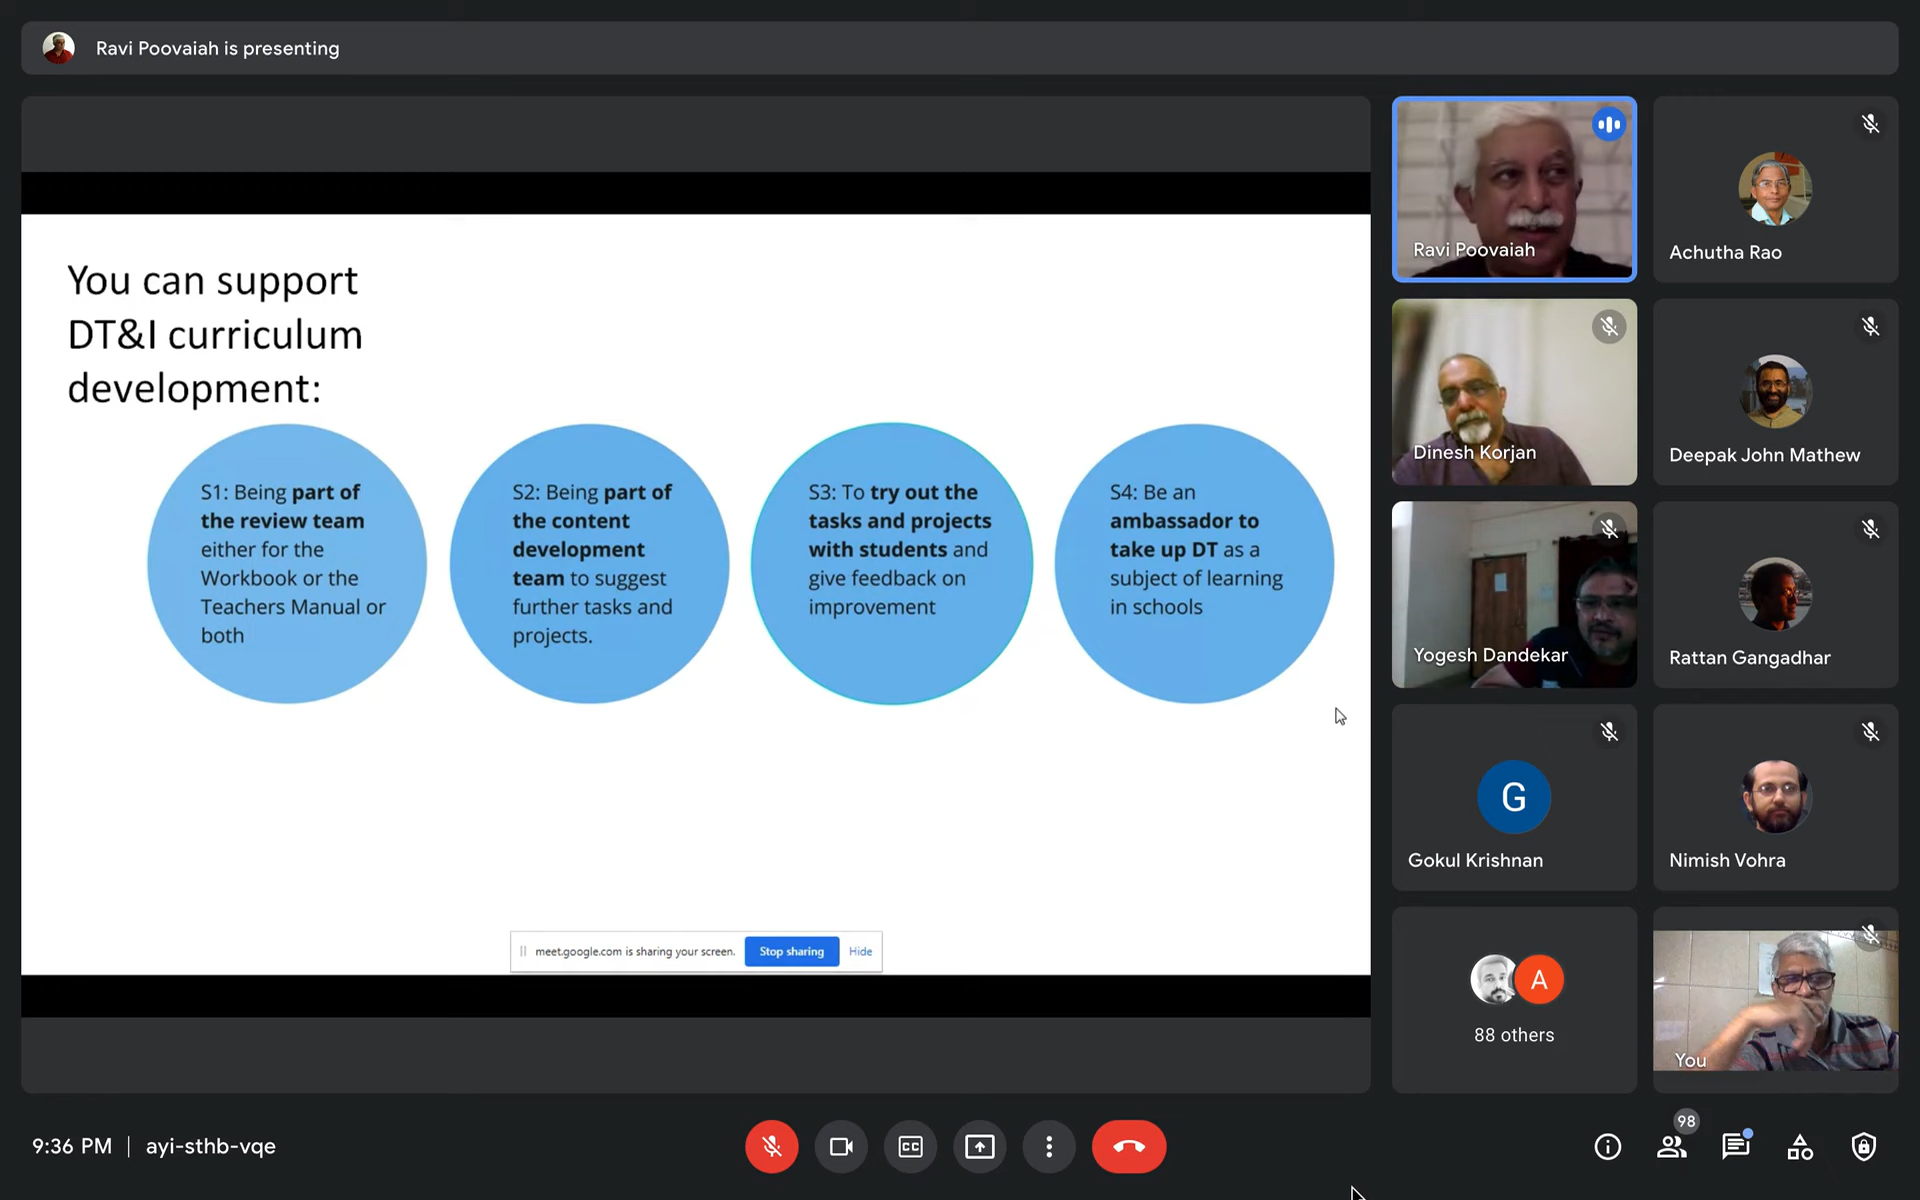 Ravi Poovaiah is presenting
You can support
DT&I curriculum
development:
S1: Being part of
the review team
either for the
Workbook or the
Teachers Manual or
both
S2: Being part of
the content
development
team to suggest
further tasks and
projects.
S3: To try out the
tasks and projects
with students and
give feedback on
improvement
S4: Be an
ambassador to
take up DT as a
subject of learning
in schools
meet.google.com is sharing your screen.
Stop sharing
Hide
Ravi Poovaiah
Achutha Rao
Dinesh Korjan
Deepak John Mathew
Yogesh Dandekar
Rattan Gangadhar
G
Gokul Krishnan
Nimish Vohra
A
88 others
You
9:36 PM | ayi-sthb-vqe
CC
98